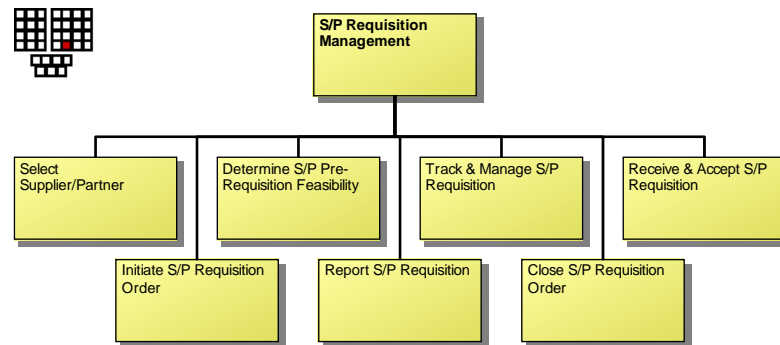 S/P Requisition
Management
Select
Supplier/Partner
Determine S/P Pre-
Requisition Feasibility
Track & Manage S/P
Requisition
Receive & Accept S/P
Requisition
Initiate S/P Requisition
Order
Report S/P Requisition
Close S/P Requisition
Order